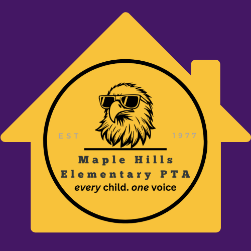 EST 1977
Maple Hills
Elementary PTA
every child. one voice